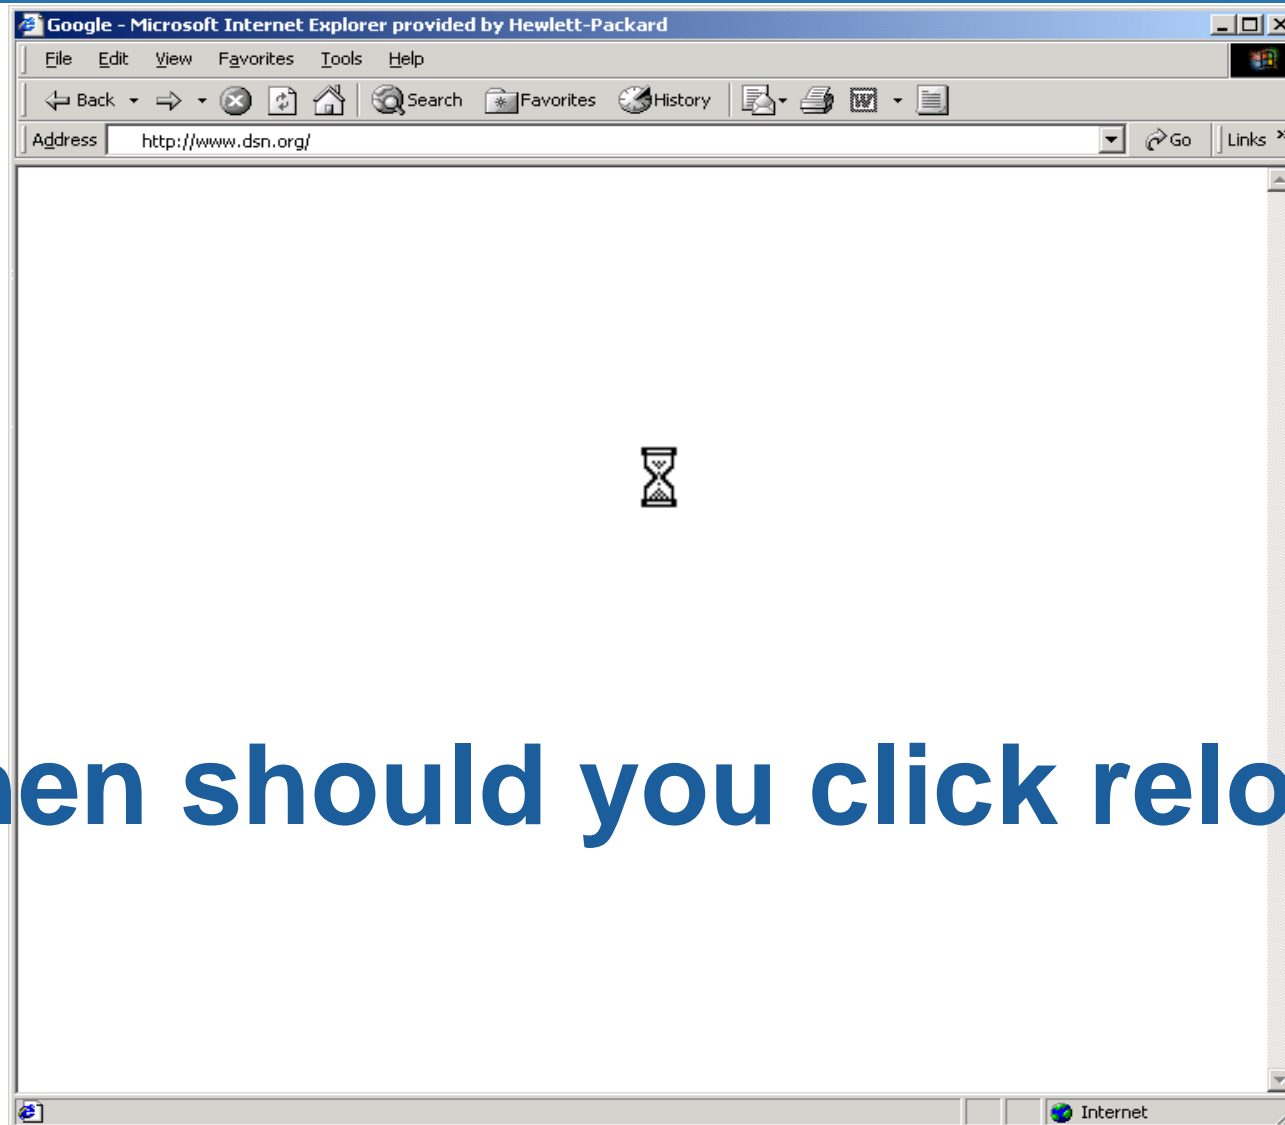 Google - Microsoft Internet Explorer provided by Hewlett-Packard
File Edit View Favorites Tools Help
Back Search Favorites History
Address http://www.dsn.org/ Go Links »
en should you click relo
Internet